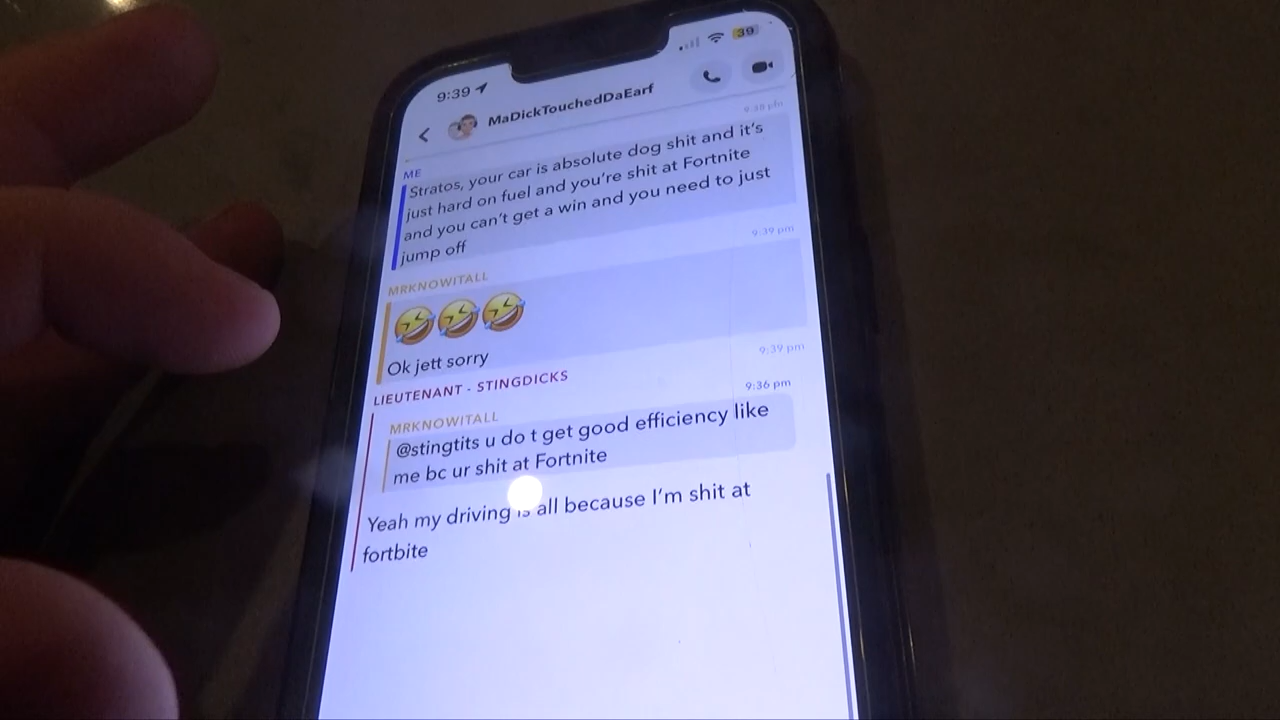 9:39
39
MaDickTouchedDaEarf
9:38 pm
ME
Stratos, your car is absolute dog shit and it's
just hard on fuel and you're shit at Fortnite
and you can't get a win and you need to just
jump off
9:39 pm
MRKNOWITALL
🤣🤣🤣
Ok jett sorry
9:39 pm
LIEUTENANT - STINGDICKS
9:36 pm
MRKNOWITALL
@stingtits u do t get good efficiency like
me bc ur shit at Fortnite
Yeah my driving is all because I'm shit at
fortbite